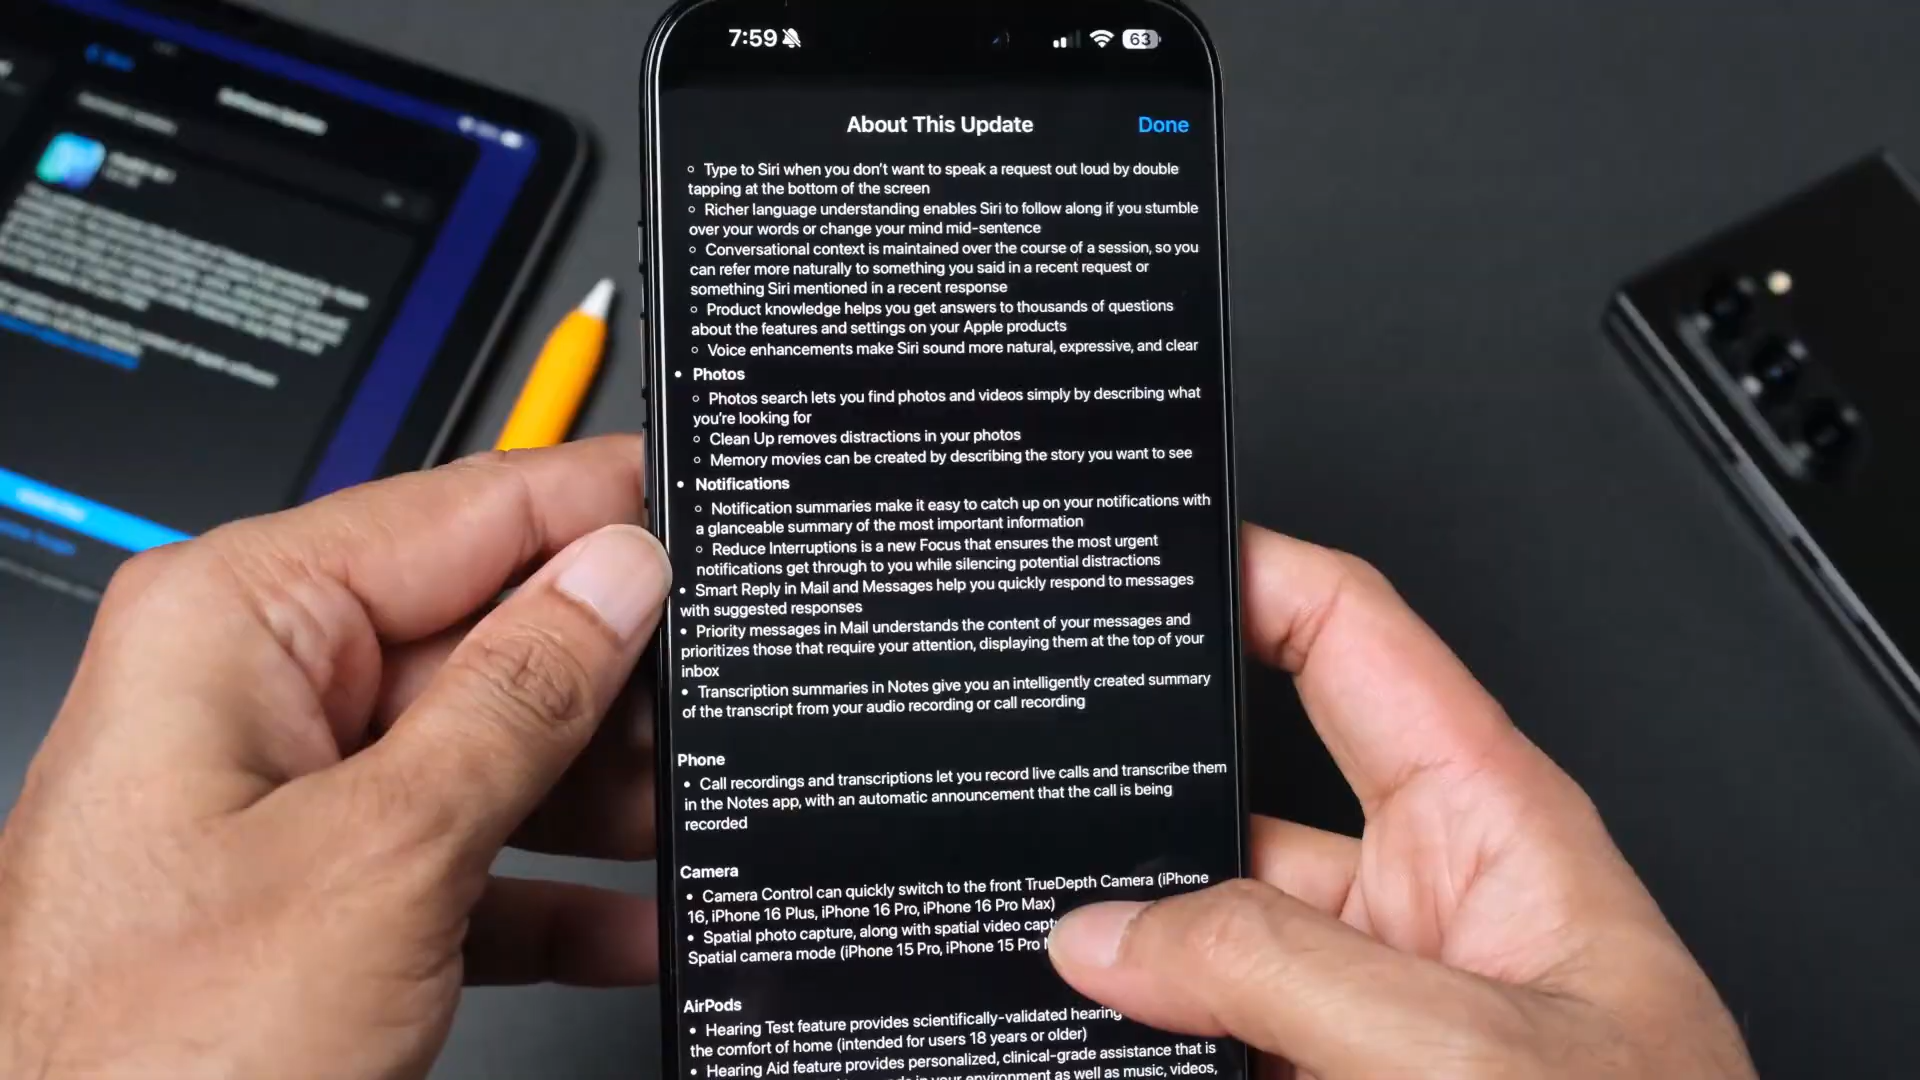 7:59
63
About This Update
Done
◦ Type to Siri when you don't want to speak a request out loud by double
tapping at the bottom of the screen
◦ Richer language understanding enables Siri to follow along if you stumble
over your words or change your mind mid-sentence
◦ Conversational context is maintained over the course of a session, so you
can refer more naturally to something you said in a recent request or
something Siri mentioned in a recent response
◦ Product knowledge helps you get answers to thousands of questions
about the features and settings on your Apple products
◦ Voice enhancements make Siri sound more natural, expressive, and clear
• Photos
◦ Photos search lets you find photos and videos simply by describing what
you're looking for
◦ Clean Up removes distractions in your photos
◦ Memory movies can be created by describing the story you want to see
• Notifications
◦ Notification summaries make it easy to catch up on your notifications with
a glanceable summary of the most important information
◦ Reduce Interruptions is a new Focus that ensures the most urgent
notifications get through to you while silencing potential distractions
• Smart Reply in Mail and Messages help you quickly respond to messages
with suggested responses
• Priority messages in Mail understands the content of your messages and
prioritizes those that require your attention, displaying them at the top of your
inbox
• Transcription summaries in Notes give you an intelligently created summary
of the transcript from your audio recording or call recording
Phone
• Call recordings and transcriptions let you record live calls and transcribe them
in the Notes app, with an automatic announcement that the call is being
recorded
Camera
• Camera Control can quickly switch to the front TrueDepth Camera (iPhone
16, iPhone 16 Plus, iPhone 16 Pro, iPhone 16 Pro Max)
• Spatial photo capture, along with spatial video
Spatial camera mode (iPhone 15 Pro, iPhone 15 Pro
AirPods
• Hearing Test feature provides scientifically-validated hearing
the comfort of home (intended for users 18 years or older)
• Hearing Aid feature provides personalized, clinical-grade assistance that is
in your environment as well as music, videos,